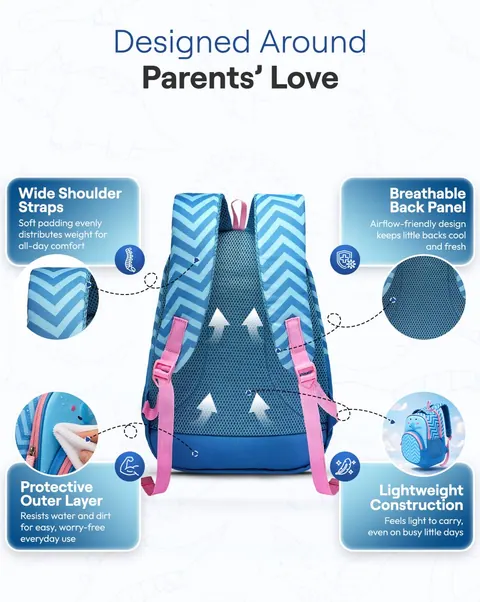 Designed Around
Parents’ Love
Wide Shoulder
Straps
Soft padding evenly
distributes weight for
all-day comfort
Breathable
Back Panel
Airflow-friendly design
keeps little backs cool
and fresh
Protective
Outer Layer
Resists water and dirt
for easy, worry-free
everyday use
Lightweight
Construction
Feels light to carry,
even on busy little days